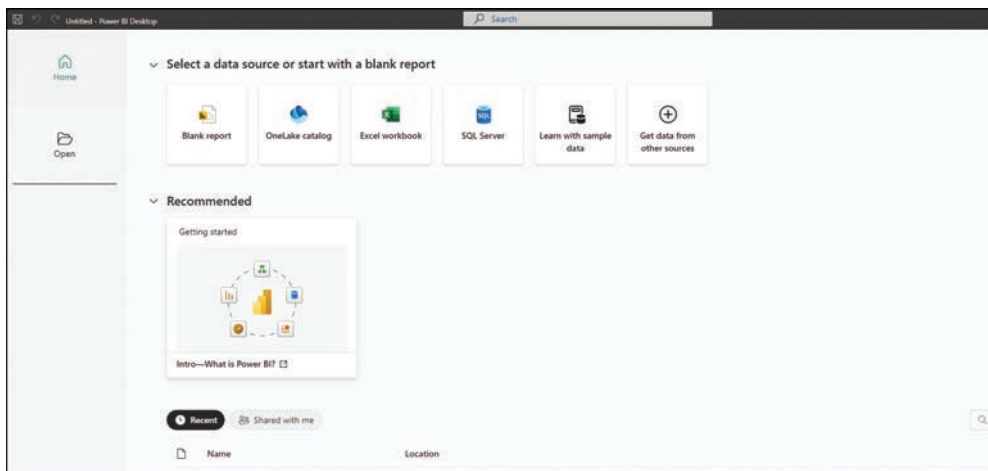 Untitled - Power BI Desktop
Search
Home
Open
Select a data source or start with a blank report
Blank report
OneLake catalog
Excel workbook
SQL
SQL Server
Learn with sample
data
Get data from
other sources
Recommended
Getting started
Intro—What is Power BI?
Recent
Shared with me
Name
Location